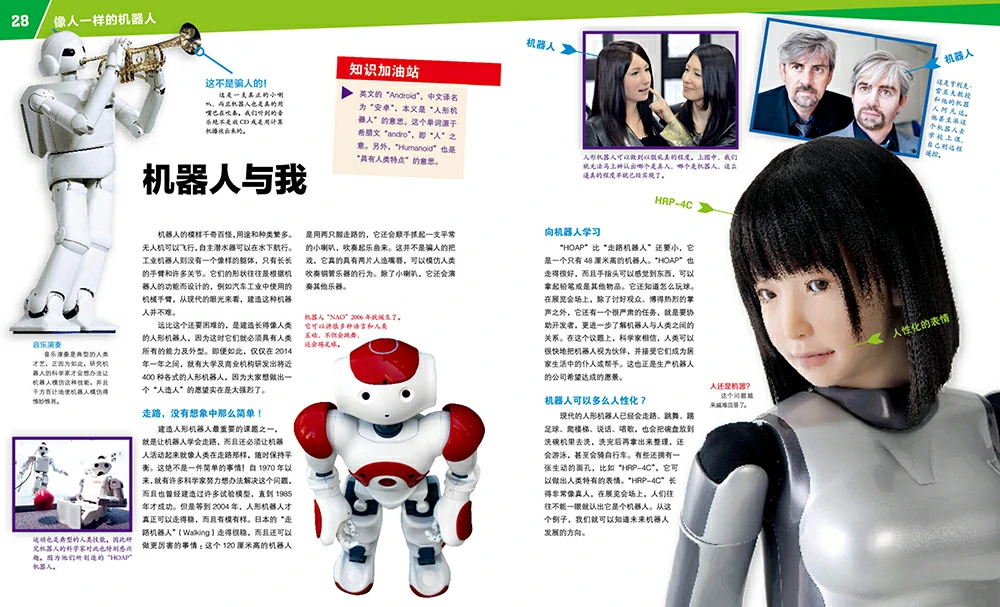 28
像人一样的机器人
这不是骗人的！
这是一支真正的小喇
叭，而且机器人也是真的用
嘴巴在吹奏。我们听到的音
乐绝不是放CD或是用计算
机播放出来的。
知识加油站
英文的“Android”，中文译名
为“安卓”，本义是“人形机
器人”的意思。这个单词源于
希腊文“andro”，即“人”之
意。另外，“Humanoid”也是
“具有人类特点”的意思。
机器人与我
机器人的模样千奇百怪，用途和种类繁多。
无人机可以飞行，自主潜水器可以在水下航行。
工业机器人则没有一个像样的躯体，只有长长
的手臂和许多关节。它们的形状往往是根据机
器人的功能而设计的，例如汽车工业中使用的
机械手臂，从现代的眼光来看，建造这种机器
人并不难。
远比这个还要困难的，是建造长得像人类
的人形机器人，因为这时它们就必须具有人类
所有的能力及外型。即便如此，仅仅在2014
年一年之间，就有大学及商业机构研发出将近
400种各式的人形机器人，因为大家想做出一
个“人造人”的愿望实在是太强烈了。
走路，没有想象中那么简单！
建造人形机器人最重要的课题之一，
就是让机器人学会走路，而且还必须让机器
人活动起来就像人类在走路那样，随时保持平
衡。这绝不是一件简单的事情！自1970年以
来，就有许多科学家努力想办法解决这个问题，
而且也曾经建造过许多试验模型，直到1985
年才成功。但是等到2004年，人形机器人才
真正可以走得稳，而且有模有样。日本的“走
路机器人”（Walking）走得很稳，而且还可以
做更厉害的事情：这个120厘米高的机器人
是用两只脚走路的，它还会顺手抓起一支平常
的小喇叭，吹奏起乐曲来。这并不是骗人的把
戏，它真的具有两片人造嘴唇，可以模仿人类
吹奏铜管乐器的行为。除了小喇叭，它还会演
奏其他乐器。
机器人“NAO”2006年就诞生了。
它可以讲很多种语言和人类
互动，不但会跳舞，
还会踢足球。
音乐演奏
音乐演奏是典型的人类
才艺，正因为如此，研究机
器人的科学家才会想办法让
机器人模仿这种技能，并且
千方百计地使机器人模仿得
惟妙惟肖。
运动也是典型的人类技能，因此研
究机器人的科学家对此也特别感兴
趣。图为他们所创造的“HOAP”
机器人。
机器人
人形机器人可以做到以假乱真的程度。上图中，我们
就无法马上辨认出哪个是真人、哪个是机器人，这么
逼真的程度早就已经实现了。
机器人
这是亨利克·
雷兹克教授
和他的机器
人阿凡达。
他甚至派这
个机器人去
学校上课，
自己则远程
遥控。
HRP-4C
向机器人学习
“HOAP”比“走路机器人”还要小，它
是一个只有48厘米高的机器人。“HOAP”也
走得很好，而且手指头可以感觉到东西，可以
拿起铅笔或是其他物品。它还知道怎么玩球。
在展览会场上，除了讨好观众、博得热烈的掌
声之外，它还有一个很严肃的任务，就是要协
助开发者，更进一步了解机器人与人类之间的
关系。在这个议题上，科学家相信，人类可以
很快地把机器人视为伙伴，并接受它们成为居
家生活中的仆人或帮手。这也正是生产机器人
的公司希望达成的愿景。
机器人可以多么人性化？
现代的人形机器人已经会走路、跳舞、踢
足球、爬楼梯、说话、唱歌，也会把碗盘放到
洗碗机里去洗，洗完后再拿出来整理，还
会游泳，甚至会骑自行车。有些还拥有一
张生动的面孔，比如“HRP-4C”，它可
以做出人类特有的表情。“HRP-4C”长
得非常像真人，在展览会场上，人们往
往不能一眼就认出它是个机器人。从这
个例子，我们就可以知道未来机器人
发展的方向。
人性化的表情
人还是机器？
这个问题越
来越难回答了。